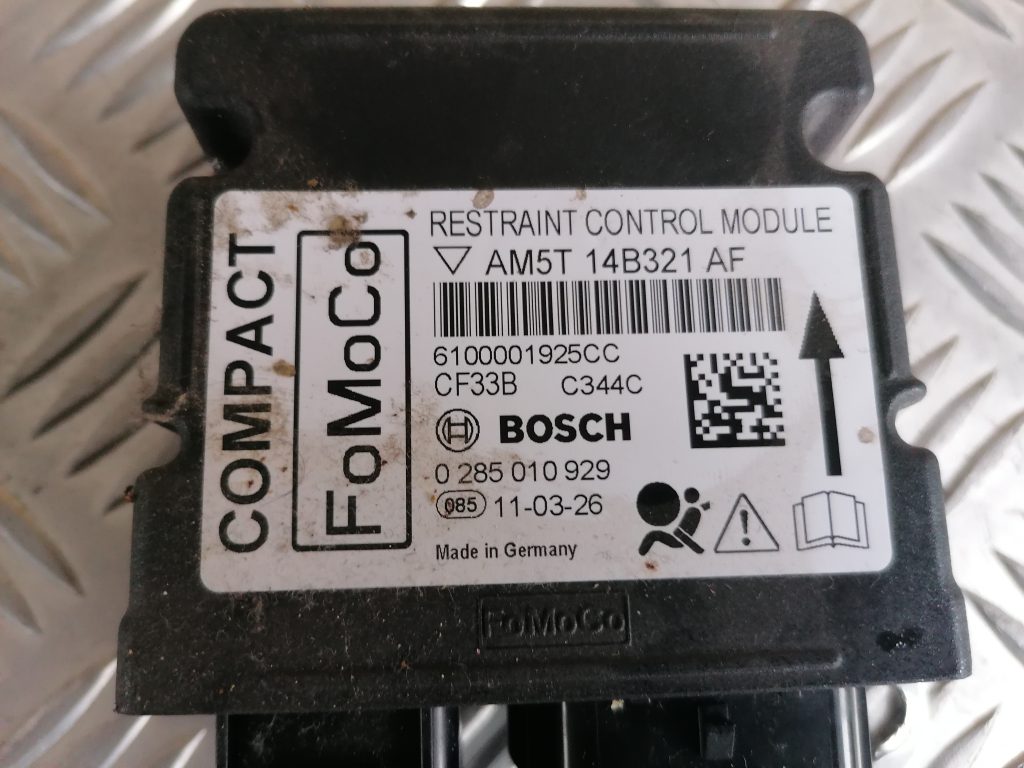 COMPACT
FoMoCo
RESTRAINT CONTROL MODULE
AM5T 14B321 AF
6100001925CC
CF33B C344C
BOSCH
0 285 010 929
085 11-03-26
Made in Germany
FoMoCo